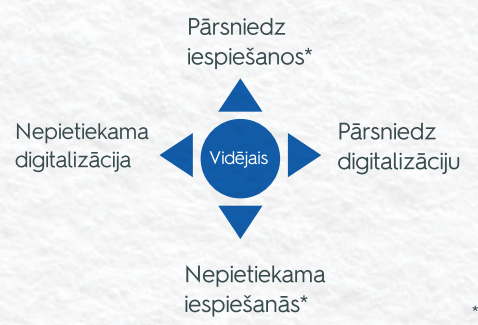 Pārsniedz
iespiešanos*
Nepietiekama
digitalizācija
Vidējais
Pārsniedz
digitalizāciju
Nepietiekama
iespiešanās*
*